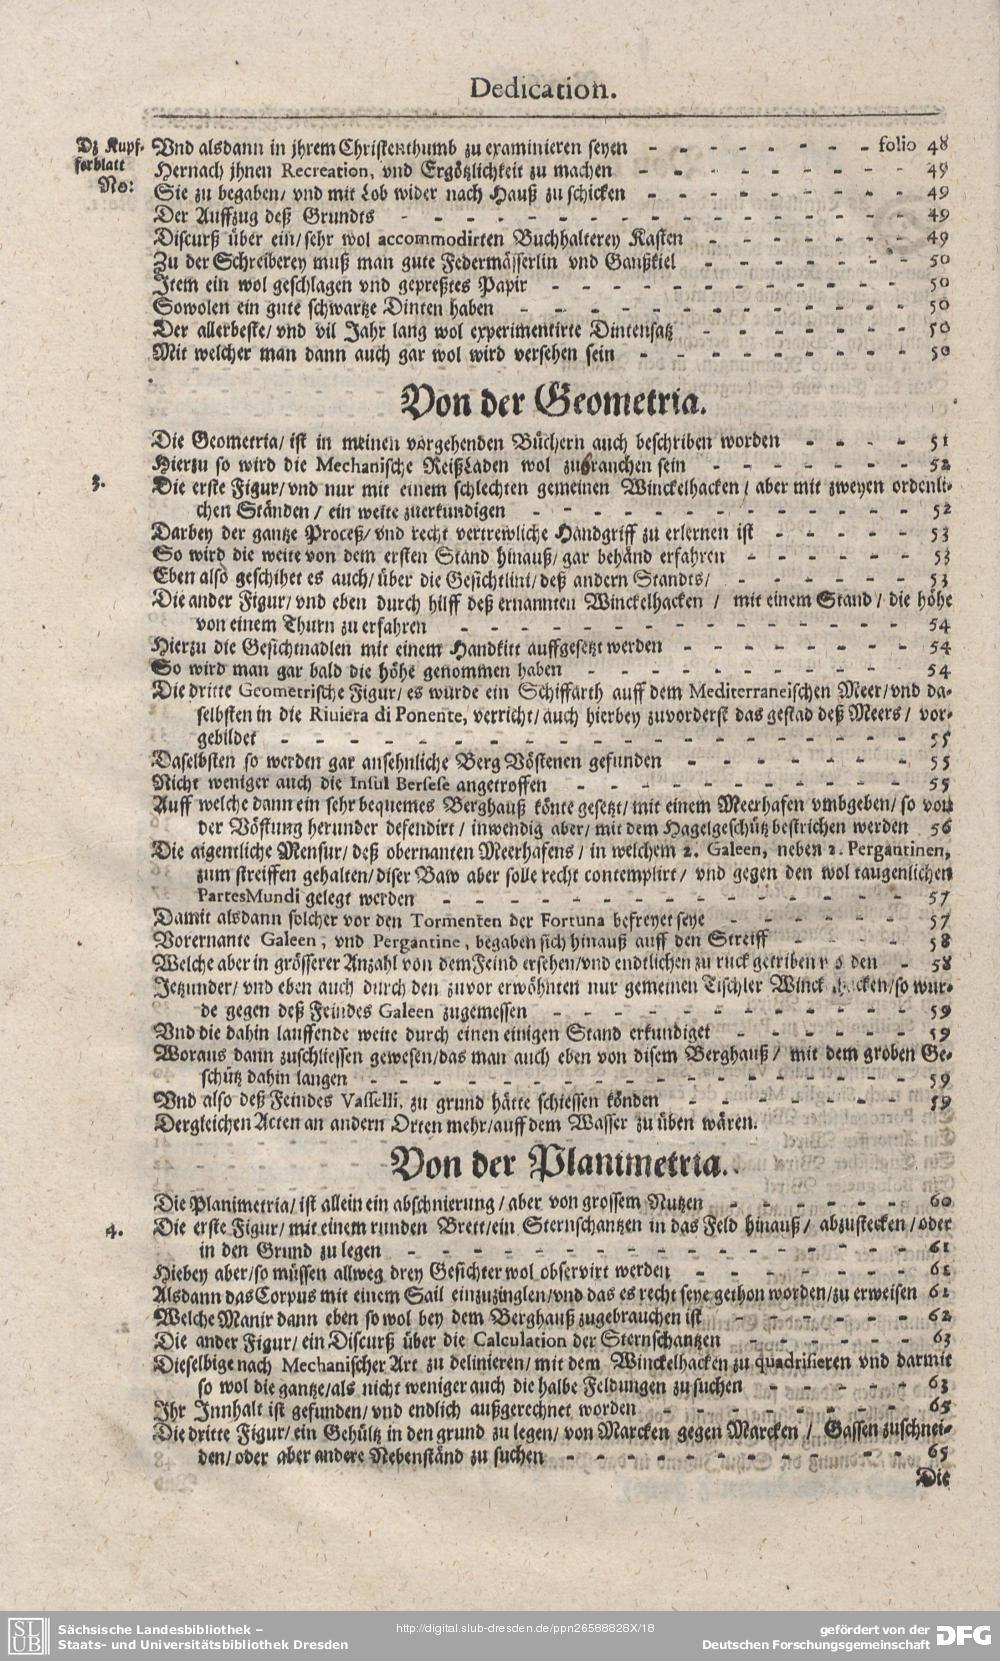 Dedication.
Dz Kupf-
ferblatt
No:
Vnd alsdann in jhrem Christenthumb zu examinieren seyen - - - - - - - folio 48
Hernach jhnen Recreation, vnd Ergötzlichkeit zu machen - - - - - - - - 49
Sie zu begaben/ vnd mit Lob wider nach Hauß zu schicken - - - - - - - - 49
Der Auffzug deß Grundts - - - - - - - - - - - - - - - - 49
Discurß über ein/ sehr wol accommodirten Buchhalterey Kasten - - - - - - 49
Zu der Schreiberey muß man gute Federmässerlin vnd Ganßkiel - - - - - - 50
Item ein wol geschlagen vnd gepreßtes Papir - - - - - - - - - - - 50
Sowolen ein gute schwartze Dinten haben - - - - - - - - - - - - 50
Der allerbeste/ vnd vil Jahr lang wol experimentirte Dintensatz - - - - - - 50
Mit welcher man dann auch gar wol wird versehen sein - - - - - - - - 50
Von der Geometria.
Die Geometria/ ist in meinen vorgehenden Büchern auch beschriben worden - - - - 51
Hierzu so wird die Mechanische ReißLaden wol zubrauchen sein - - - - - - 52
3.
Die erste Figur/ vnd nur mit einem schlechten gemeinen Winckelhacken/ aber mit zweyen ordenli-
chen Ständen/ ein weite zuerkundigen - - - - - - - - - - - - 52
Darbey der gantze Proceß/ vnd recht vertrewliche Handgriff zu erlernen ist - - - - - 53
So wird die weite von dem ersten Stand hinauß/ gar behänd erfahren - - - - - 53
Eben also geschihet es auch/ über die Gesichtlini/ deß andern Standts/ - - - - - 53
Die ander Figur/ vnd eben durch hilff deß ernannten Winckelhacken/ mit einem Stand/ die höhe
von einem Thurn zu erfahren - - - - - - - - - - - - - - 54
Hierzu die Gesichtnadlen mit einem Handkitt auffgesetzt werden - - - - - - - 54
So wird man gar bald die höhe genommen haben - - - - - - - - - - 54
Die dritte Geometrische Figur/ es wurde ein Schiffarth auff dem Mediterraneischen Meer/ vnd da-
selbsten in die Riviera di Ponente, verricht/ auch hierbey zuvorderst das gestad deß Meers/ vor-
gebildet - - - - - - - - - - - - - - - - - - - 55
Daselbsten so werden gar ansehnliche Berg Vöstenen gefunden - - - - - - - 55
Nicht weniger auch die Insul Bersese angetroffen - - - - - - - - - - 55
Auff welche dann ein sehr bequemes Berghauß könte gesetzt/ mit einem Meerhafen vmbgeben/ so von
der Vöstung herunder defendirt/ inwendig aber/ mit dem Hagelgeschütz bestrichen werden 56
Die aigentliche Mensur/ deß obernanten Meerhafens/ in welchem 2. Galeen, neben 2. Pergantinen,
zum streiffen gehalten/ diser Baw aber solle recht contemplirt/ vnd gegen den wol taugenlichen
Partes Mundi gelegt werden - - - - - - - - - - - - - - 57
Damit alsdann solcher vor den Tormenten der Fortuna befreyet seye - - - - - - 57
Vorernante Galeen, vnd Pergantine, begaben sich hinauß auff den Streiff - - - - 58
Welche aber in grösserer Anzahl von dem Feind ersehen/ vnd endtlichen zu ruck getriben den - 58
Jetzunder/ vnd eben auch durch den zuvor erwöhnten nur gemeinen Tischler so wur-
de gegen deß Feindes Galeen zugemessen - - - - - - - - - - - 59
Vnd die dahin lauffende weite durch einen einigen Stand erkundiget - - - - - - 59
Woraus dann zuschliessen gewesen/ das man auch eben von disem Berghauß/ mit dem groben Ge-
schütz dahin langen - - - - - - - - - - - - - - - - - 59
Vnd also deß Feindes Vasselli, zu grund hätte schiessen könden - - - - - - - 59
Dergleichen Acten an andern Orten mehr/ auff dem Wasser zu üben wären.
Von der Planimetria.
Die Planimetria/ ist allein ein abschnierung/ aber von grossem Nutzen - - - - - - 60
4.
Die erste Figur/ mit einem runden Brett/ ein Sternschantzen in das Feld hinauß/ abzustecken/ oder
in den Grund zu legen - - - - - - - - - - - - - - - - 61
Hiebey aber/ so müssen allweg drey Gesichter wol observirt werden - - - - - - 61
Alsdann das Corpus mit einem Sail einzuzinglen/ vnd das es recht seye gethon worden/ zu erweisen 61
Welche Manir dann eben so wol bey dem Berghauß zugebrauchen ist - - - - - 62
Die ander Figur/ ein Discurß über die Calculation der Sternschantzen - - - - - 63
Dieselbige nach Mechanischer Art zu delinieren/ mit dem Winckelhacken zu quadrisieren vnd darmit
so wol die gantze/ als nicht weniger auch die halbe Feldungen zu suchen - - - - - 63
Ihr Innhalt ist gefunden/ vnd endlich außgerechnet worden - - - - - - - - 65
Die dritte Figur/ ein Gehültz in den grund zu legen/ von Marcken gegen Marcken/ Gassen zuschnei-
den/ oder aber andere Nebenständ zu suchen - - - - - - - - - - 65
Die
SLUB
Sächsische Landesbibliothek –
Staats- und Universitätsbibliothek Dresden
http://digital.slub-dresden.de/ppn26588828X/18
gefördert von der
Deutschen Forschungsgemeinschaft
DFG